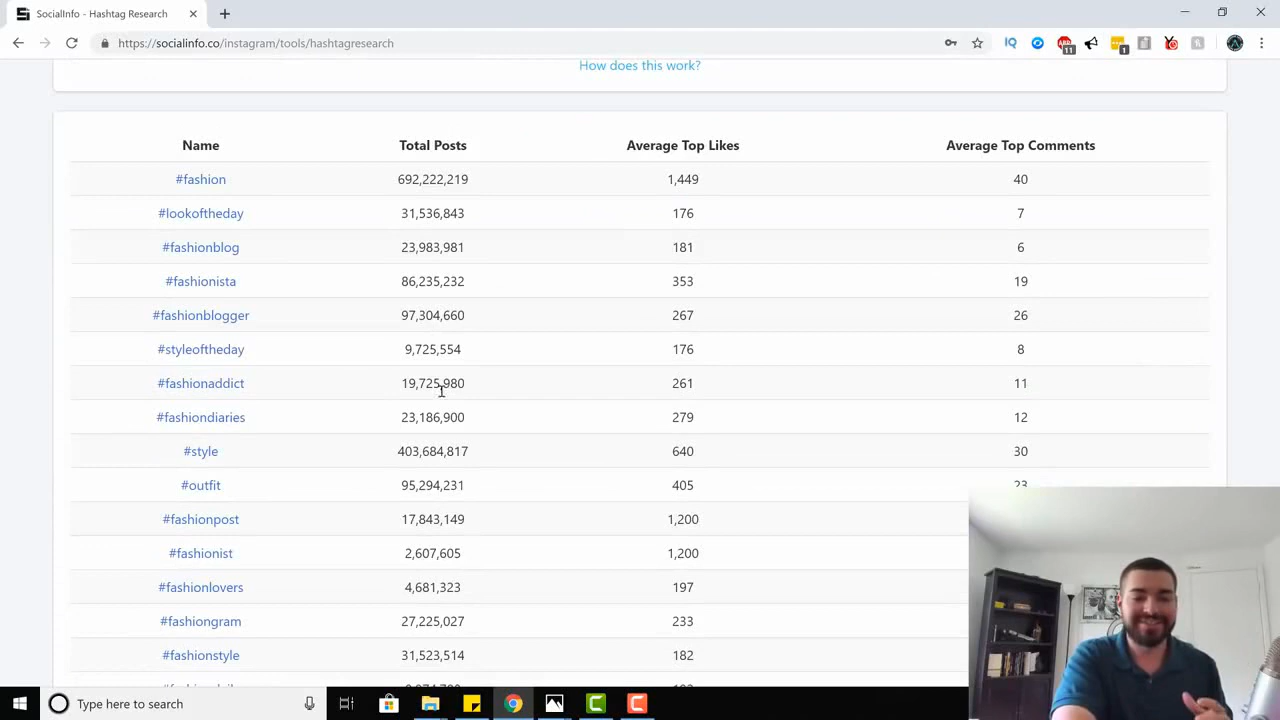 SocialInfo - Hashtag Research
https://socialinfo.co/instagram/tools/hashtagresearch
11
1
How does this work?
Name Total Posts Average Top Likes Average Top Comments
#fashion 692,222,219 1,449 40
#lookoftheday 31,536,843 176 7
#fashionblog 23,983,981 181 6
#fashionista 86,235,232 353 19
#fashionblogger 97,304,660 267 26
#styleoftheday 9,725,554 176 8
#fashionaddict 19,725,980 261 11
#fashiondiaries 23,186,900 279 12
#style 403,684,817 640 30
#outfit 95,294,231 405 23
#fashionpost 17,843,149 1,200
#fashionist 2,607,605 1,200
#fashionlovers 4,681,323 197
#fashiongram 27,225,027 233
#fashionstyle 31,523,514 182
Type here to search